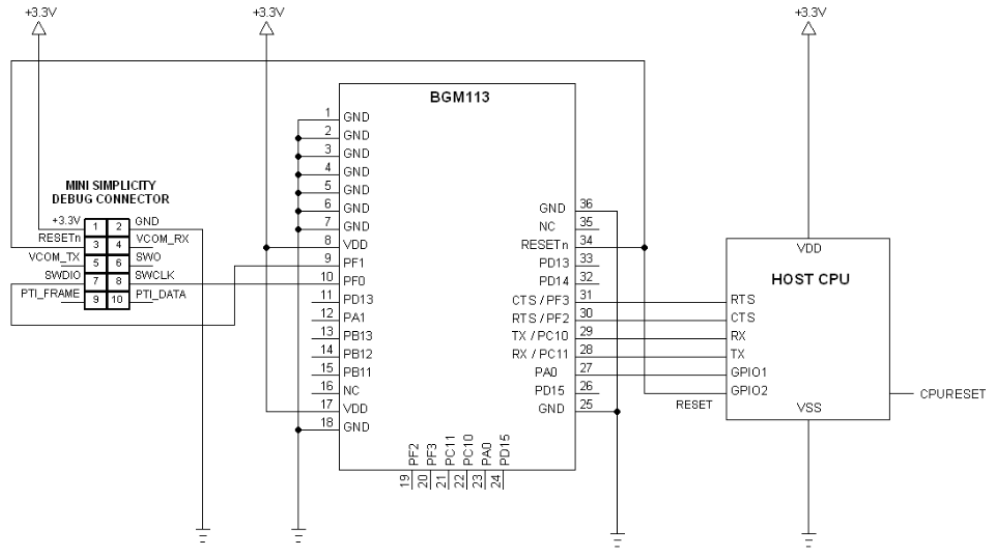 +3.3V +3.3V +3.3V
BGM113
1 GND
2 GND
3 GND
4 GND
5 GND
6 GND
7 GND
8 VDD
9 PF1
10 PF0
11 PD13
12 PA1
13 PB13
14 PB12
15 PB11
16 NC
17 VDD
18 GND
19 PF2
20 PF3
21 PC11
22 PC10
23 PA0
24 PD15
GND 36
NC 35
RESETn 34
PD13 33
PD14 32
CTS / PF3 31
RTS / PF2 30
TX / PC10 29
RX / PC11 28
PA0 27
PD15 26
GND 25
MINI SIMPLICITY
DEBUG CONNECTOR
+3.3V 1 2 GND
RESETn 3 4 VCOM_RX
VCOM_TX 5 6 SWO
SWDIO 7 8 SWCLK
PTI_FRAME 9 10 PTI_DATA
VDD
HOST CPU
RTS
CTS
RX
TX
GPIO1
RESET GPIO2
CPURESET
VSS